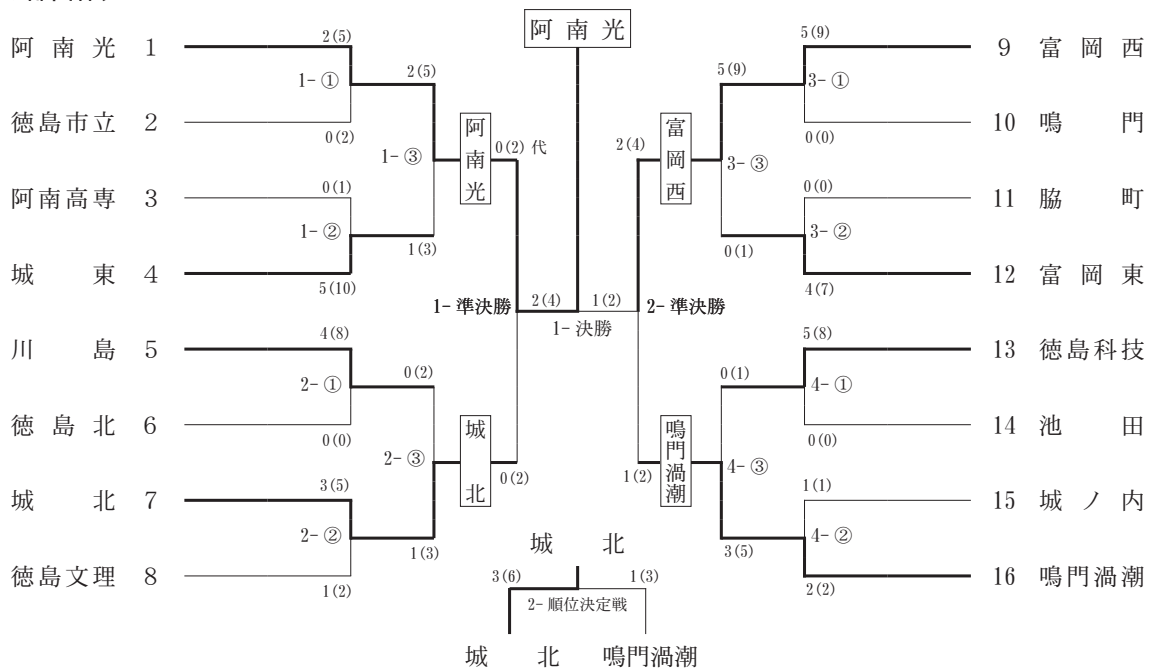 阿南光
阿南光 1 2(5) 5(9) 9 富岡西
1-① 2(5) 5(9) 3-①
徳島市立 2 0(2) 0(0) 10 鳴門
1-③ 阿南光 0(2) 代 2(4) 富岡西 3-③
阿南高専 3 0(1) 0(0) 11 脇町
1-② 1(3) 0(1) 3-②
城東 4 5(10) 4(7) 12 富岡東
1-準決勝 2(4) 1(2) 2-準決勝
1-決勝
川島 5 4(8) 5(8) 13 徳島科技
2-① 0(2) 0(1) 4-①
徳島北 6 0(0) 0(0) 14 池田
2-③ 城北 0(2) 1(2) 鳴門渦潮 4-③
城北 7 3(5) 1(1) 15 城ノ内
2-② 1(3) 3(5) 4-②
徳島文理 8 1(2) 2(2) 16 鳴門渦潮
城北
3(6) 1(3)
2-順位決定戦
城北 鳴門渦潮